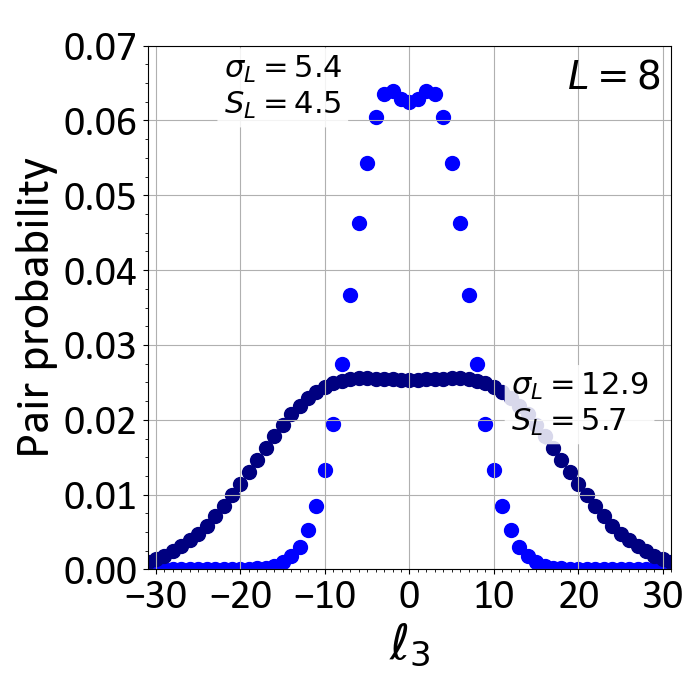 0.07
σ_L = 5.4
S_L = 4.5
L = 8
0.06
0.05
0.04
0.03
σ_L = 12.9
S_L = 5.7
0.02
0.01
0.00
Pair probability
−30 −20 −10 0 10 20 30
ℓ_3